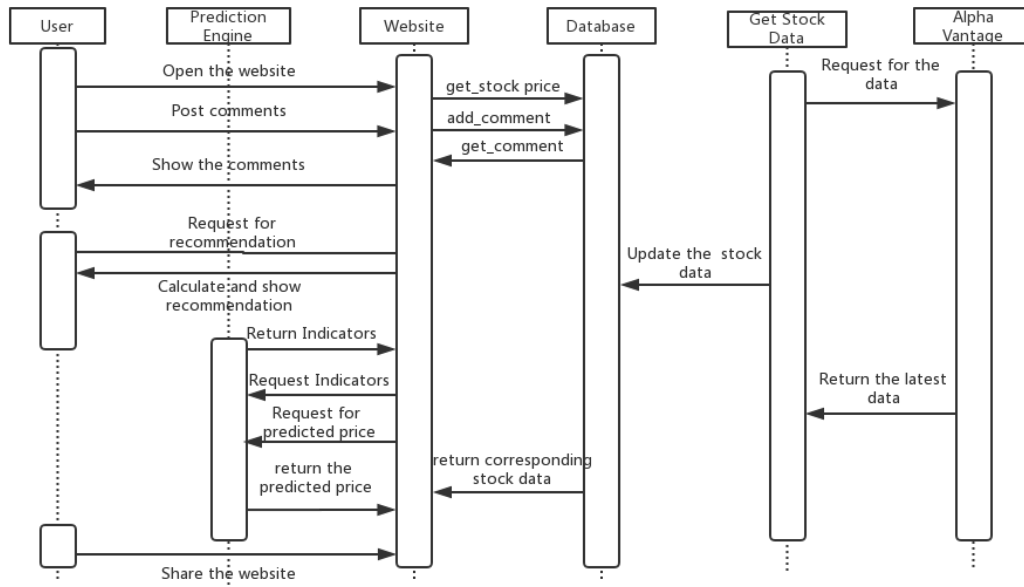 User
Prediction
Engine
Website
Database
Get Stock
Data
Alpha
Vantage
Open the website
get_stock price
Request for the
data
Post comments
add_comment
get_comment
Show the comments
Request for
recommendation
Update the stock
data
Calculate and show
recommendation
Return Indicators
Request Indicators
Return the latest
data
Request for
predicted price
return corresponding
stock data
return the
predicted price
Share the website